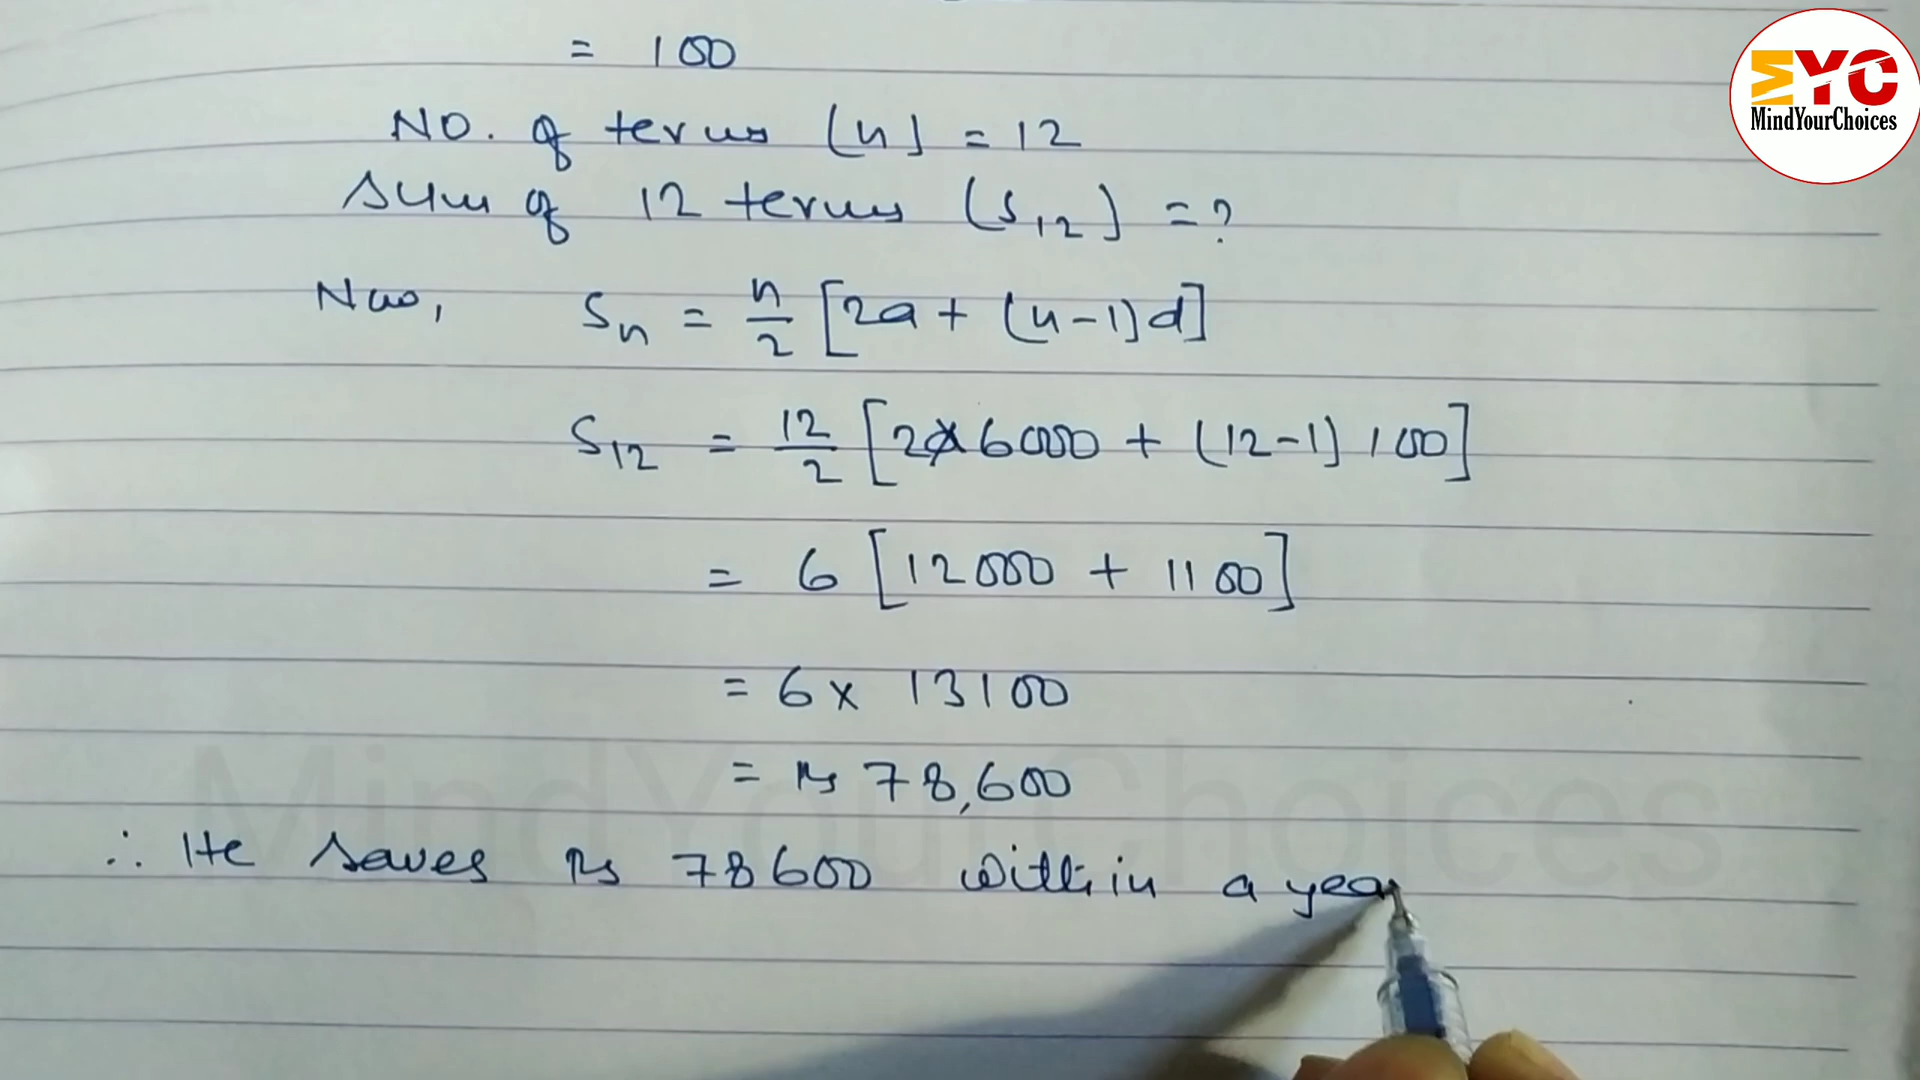 = 100
No. of terms (n) = 12
Sum of 12 terms (S₁₂) = ?
Now, Sₙ = n/2 [2a + (n-1)d]
S₁₂ = 12/2 [2×6000 + (12-1) 100]
= 6 [12000 + 1100]
= 6 × 13100
= Rs 78,600
∴ He saves Rs 78600 within a year
MYC
MindYourChoices
MindYourChoices